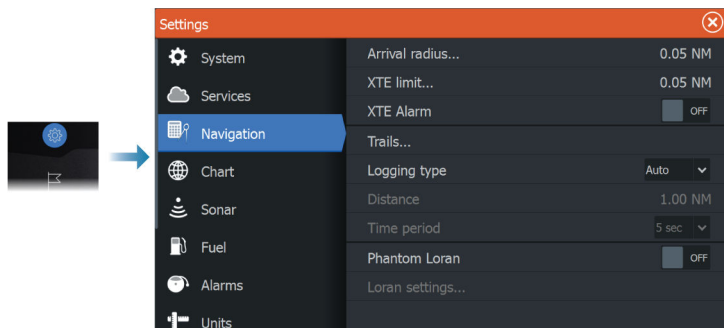 Settings
System
Services
Navigation
Chart
Sonar
Fuel
Alarms
Units
Arrival radius... 0.05 NM
XTE limit... 0.05 NM
XTE Alarm OFF
Trails...
Logging type Auto
Distance 1.00 NM
Time period 5 sec
Phantom Loran OFF
Loran settings...